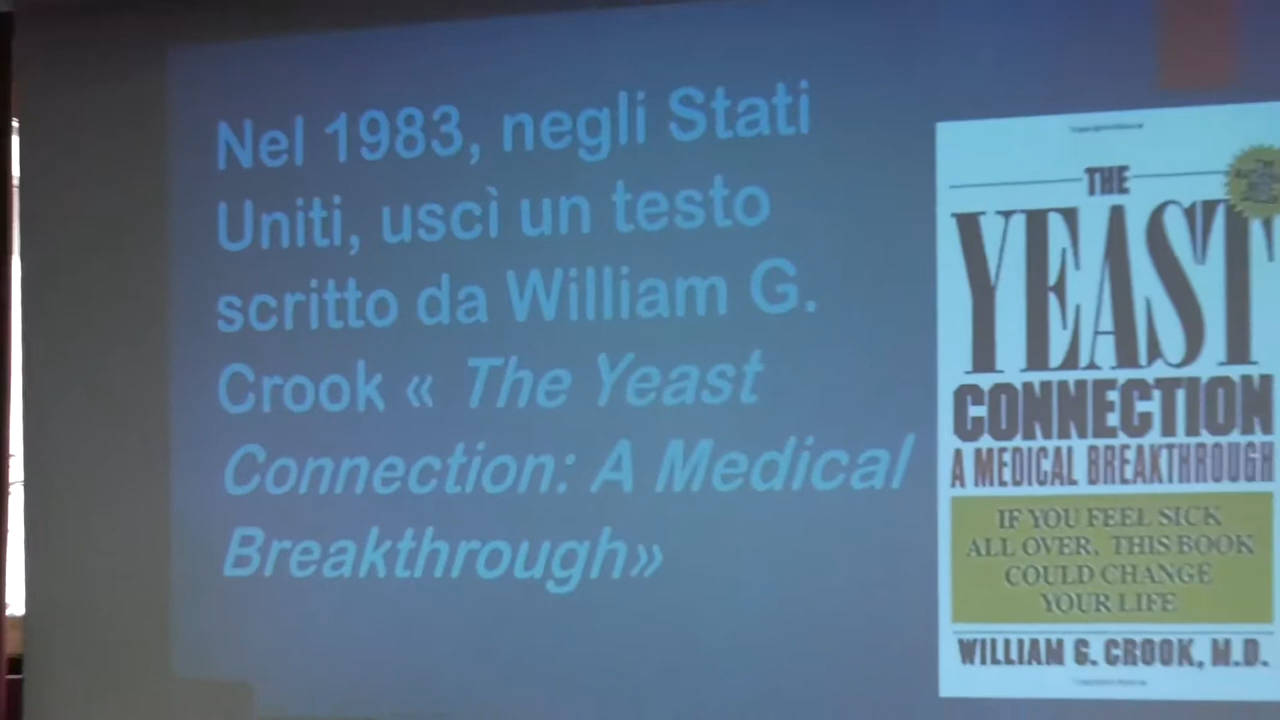 Nel 1983, negli Stati
Uniti, uscì un testo
scritto da William G.
Crook « The Yeast
Connection: A Medical
Breakthrough»
THE
YEAST
CONNECTION
A MEDICAL BREAKTHROUGH
IF YOU FEEL SICK
ALL OVER, THIS BOOK
COULD CHANGE
YOUR LIFE
WILLIAM G. CROOK, M.D.